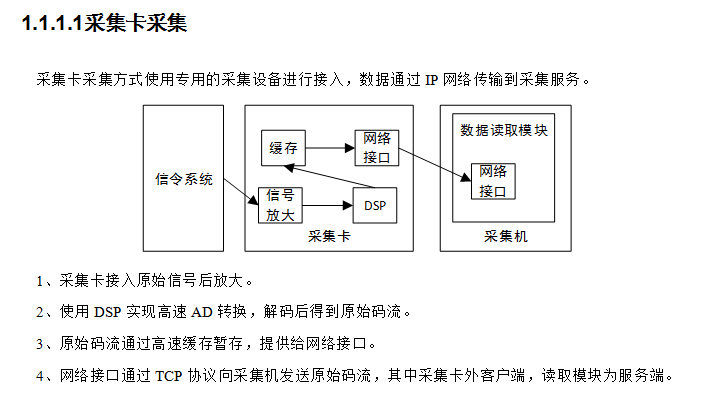 1.1.1.1采集卡采集
采集卡采集方式使用专用的采集设备进行接入，数据通过 IP 网络传输到采集服务。
信令系统
缓存
网络
接口
信号
放大
DSP
采集卡
数据读取模块
网络
接口
采集机
1、采集卡接入原始信号后放大。
2、使用 DSP 实现高速 AD 转换，解码后得到原始码流。
3、原始码流通过高速缓存暂存，提供给网络接口。
4、网络接口通过 TCP 协议向采集机发送原始码流，其中采集卡外客户端，读取模块为服务端。